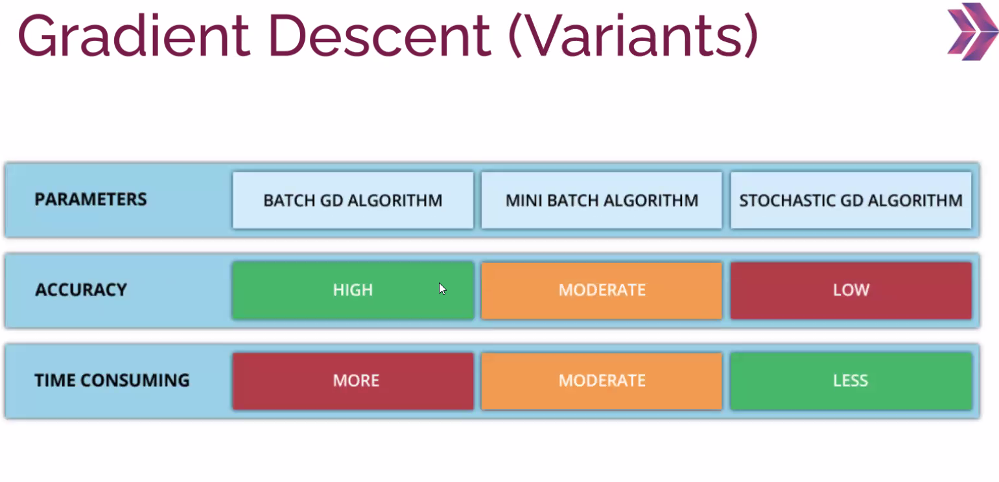 Gradient Descent (Variants)
PARAMETERS BATCH GD ALGORITHM MINI BATCH ALGORITHM STOCHASTIC GD ALGORITHM
ACCURACY HIGH MODERATE LOW
TIME CONSUMING MORE MODERATE LESS